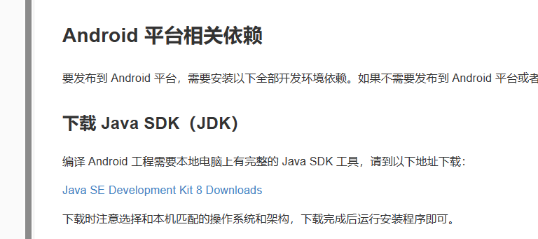 Android 平台相关依赖
要发布到 Android 平台，需要安装以下全部开发环境依赖。如果不需要发布到 Android 平台或者
下载 Java SDK（JDK）
编译 Android 工程需要本地电脑上有完整的 Java SDK 工具，请到以下地址下载：
Java SE Development Kit 8 Downloads
下载时注意选择和本机匹配的操作系统和架构，下载完成后运行安装程序即可。